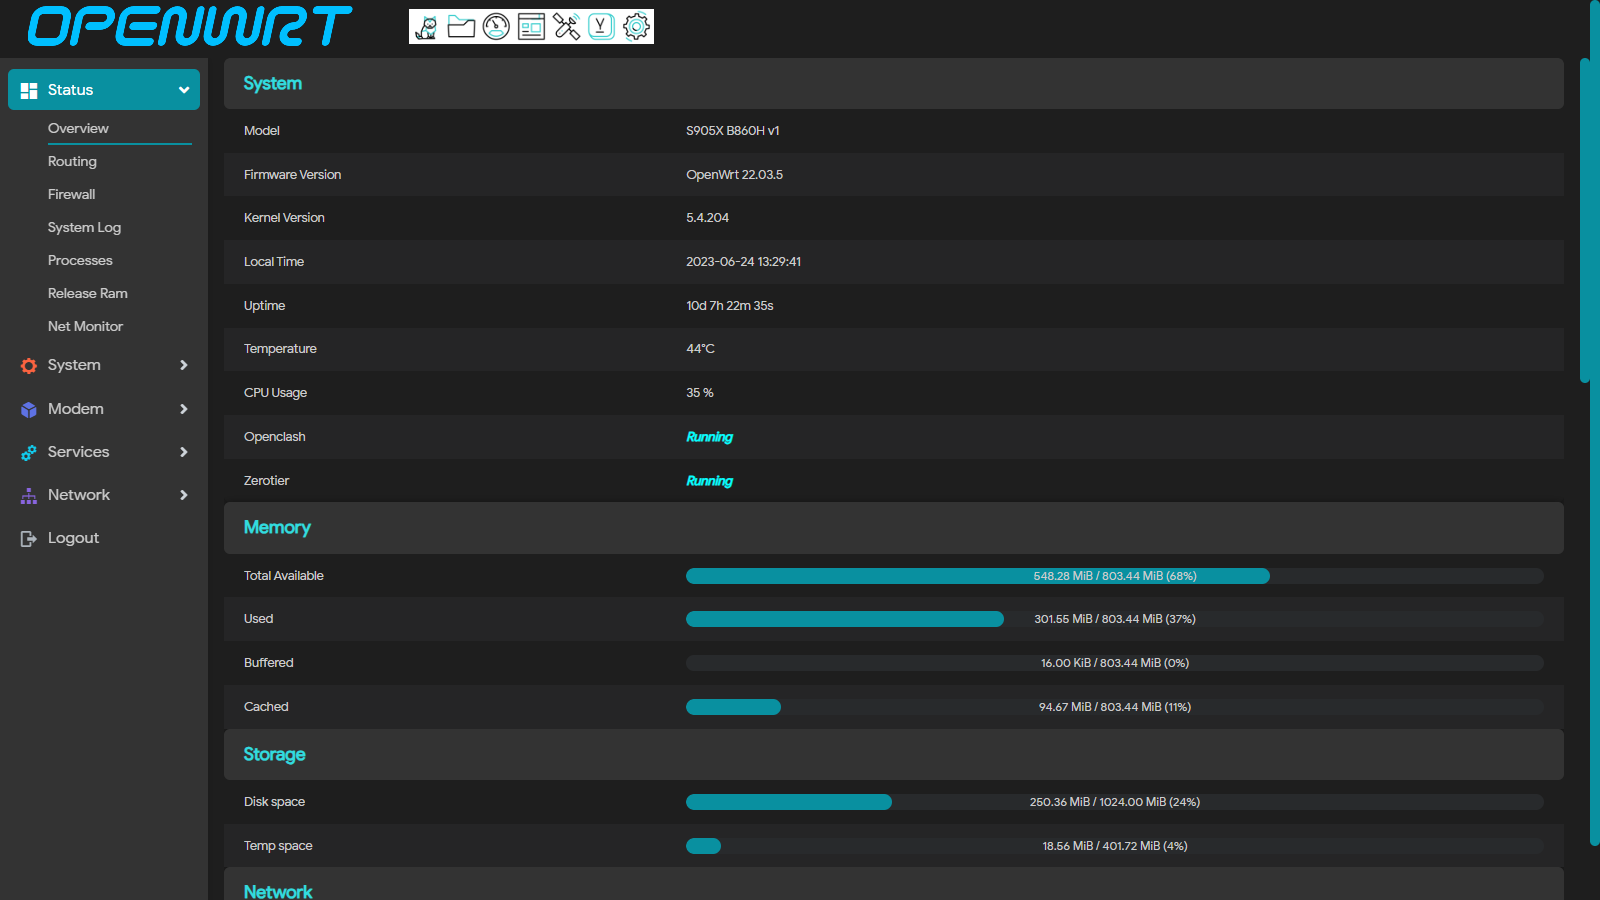 OPENWRT
Status
Overview
Routing
Firewall
System Log
Processes
Release Ram
Net Monitor
System
Modem
Services
Network
Logout
System
Model S905X B860H v1
Firmware Version OpenWrt 22.03.5
Kernel Version 5.4.204
Local Time 2023-06-24 13:29:41
Uptime 10d 7h 22m 35s
Temperature 44°C
CPU Usage 35 %
Openclash Running
Zerotier Running
Memory
Total Available 548.28 MiB / 803.44 MiB (68%)
Used 301.55 MiB / 803.44 MiB (37%)
Buffered 16.00 KiB / 803.44 MiB (0%)
Cached 94.67 MiB / 803.44 MiB (11%)
Storage
Disk space 250.36 MiB / 1024.00 MiB (24%)
Temp space 18.56 MiB / 401.72 MiB (4%)
Network